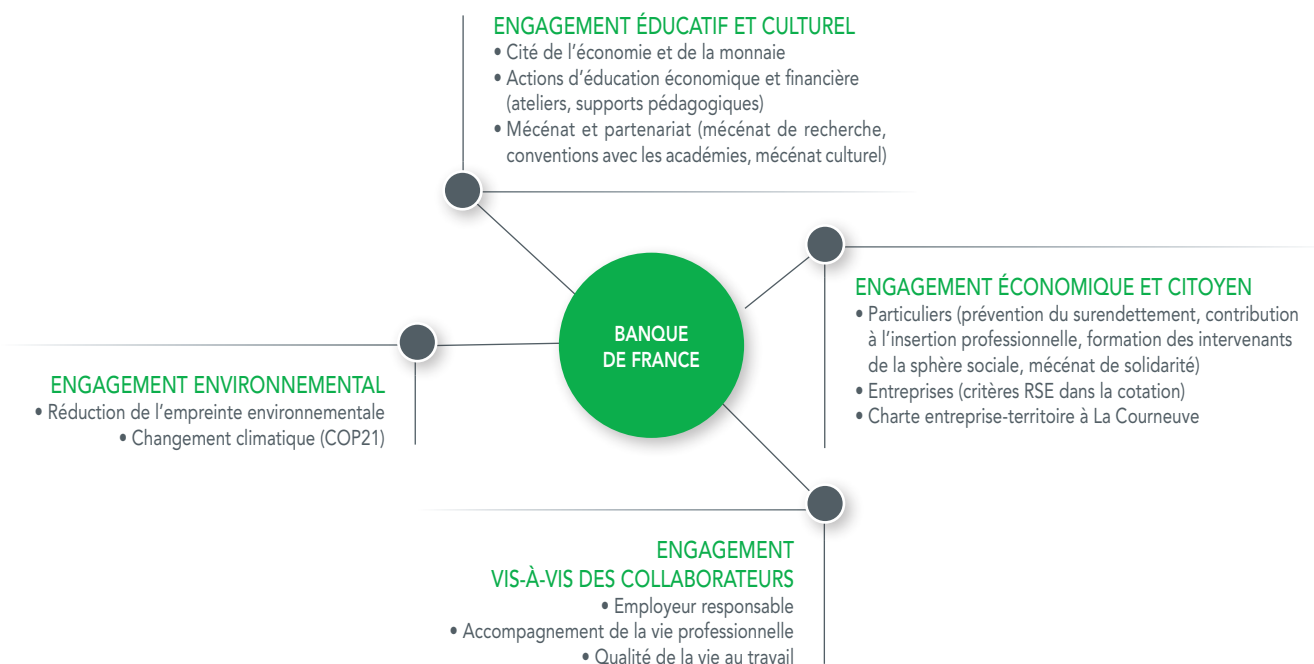 ENGAGEMENT ÉDUCATIF ET CULTUREL
• Cité de l'économie et de la monnaie
• Actions d'éducation économique et financière
(ateliers, supports pédagogiques)
• Mécénat et partenariat (mécénat de recherche,
conventions avec les académies, mécénat culturel)
ENGAGEMENT ÉCONOMIQUE ET CITOYEN
• Particuliers (prévention du surendettement, contribution
à l'insertion professionnelle, formation des intervenants
de la sphère sociale, mécénat de solidarité)
• Entreprises (critères RSE dans la cotation)
• Charte entreprise-territoire à La Courneuve
BANQUE
DE FRANCE
ENGAGEMENT ENVIRONNEMENTAL
• Réduction de l'empreinte environnementale
• Changement climatique (COP21)
ENGAGEMENT
VIS-À-VIS DES COLLABORATEURS
• Employeur responsable
• Accompagnement de la vie professionnelle
• Qualité de la vie au travail